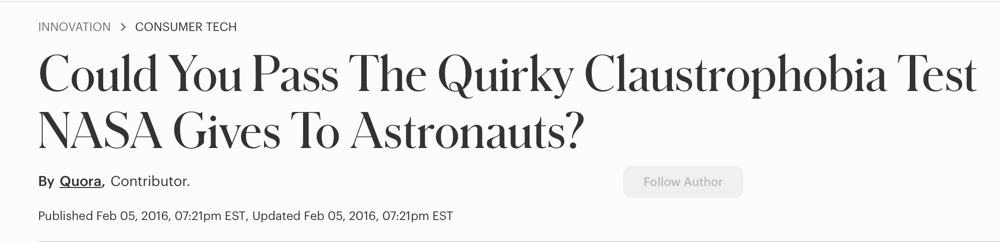 INNOVATION > CONSUMER TECH
Could You Pass The Quirky Claustrophobia Test
NASA Gives To Astronauts?
By Quora, Contributor.
Follow Author
Published Feb 05, 2016, 07:21pm EST, Updated Feb 05, 2016, 07:21pm EST